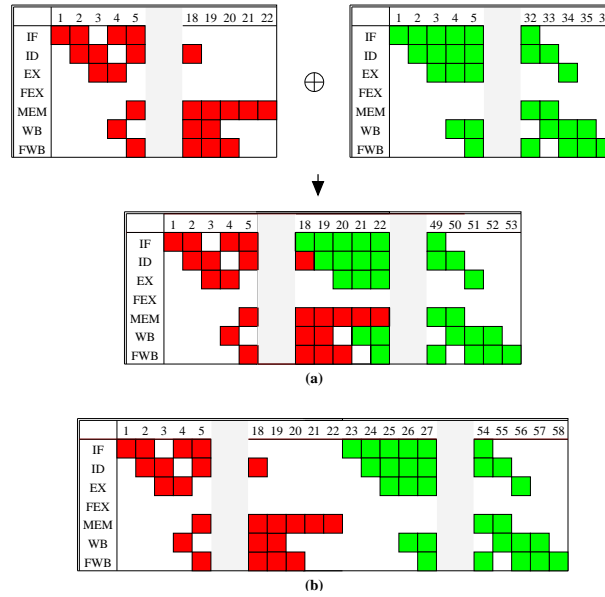 1 2 3 4 5 18 19 20 21 22
IF
ID
EX
FEX
MEM
WB
FWB
1 2 3 4 5 32 33 34 35
IF
ID
EX
FEX
MEM
WB
FWB
1 2 3 4 5 18 19 20 21 22 49 50 51 52 53
IF
ID
EX
FEX
MEM
WB
FWB
(a)
1 2 3 4 5 18 19 20 21 22 23 24 25 26 27 54 55 56 57 58
IF
ID
EX
FEX
MEM
WB
FWB
(b)